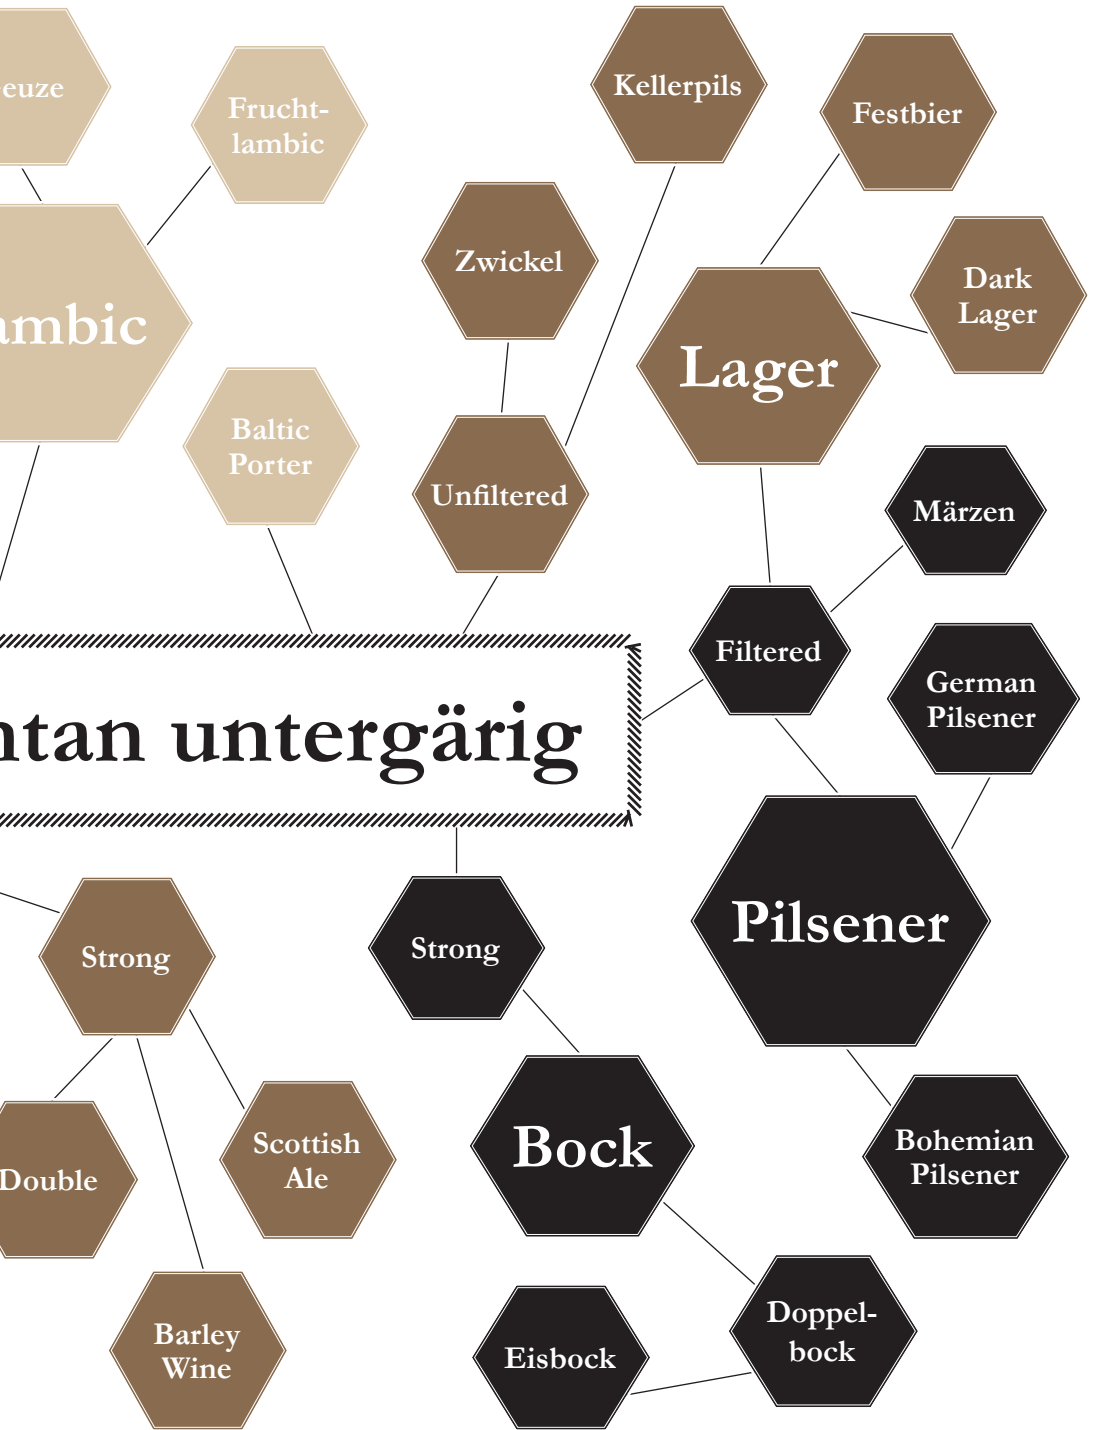 euze
Frucht-
lambic
Kellerpils
Festbier
Zwickel
Dark
Lager
ambic
Lager
Baltic
Porter
Unfiltered
Märzen
Filtered
German
Pilsener
ntan untergärig
Strong
Strong
Pilsener
Double
Scottish
Ale
Bock
Bohemian
Pilsener
Barley
Wine
Eisbock
Doppel-
bock